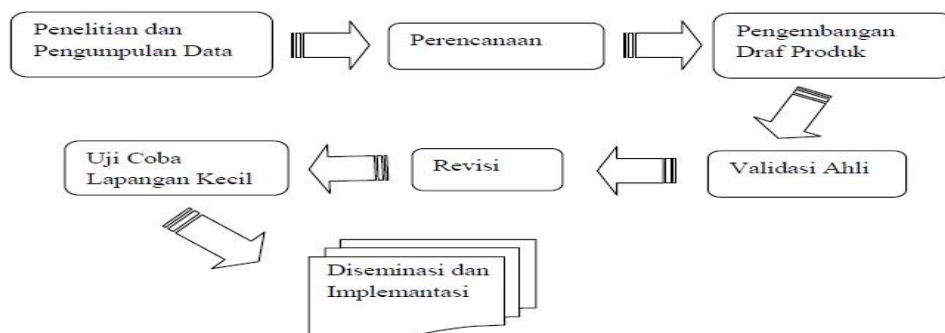 Penelitian dan
Pengumpulan Data
Perencanaan
Pengembangan
Draf Produk
Validasi Ahli
Revisi
Uji Coba
Lapangan Kecil
Diseminasi dan
Implemantasi